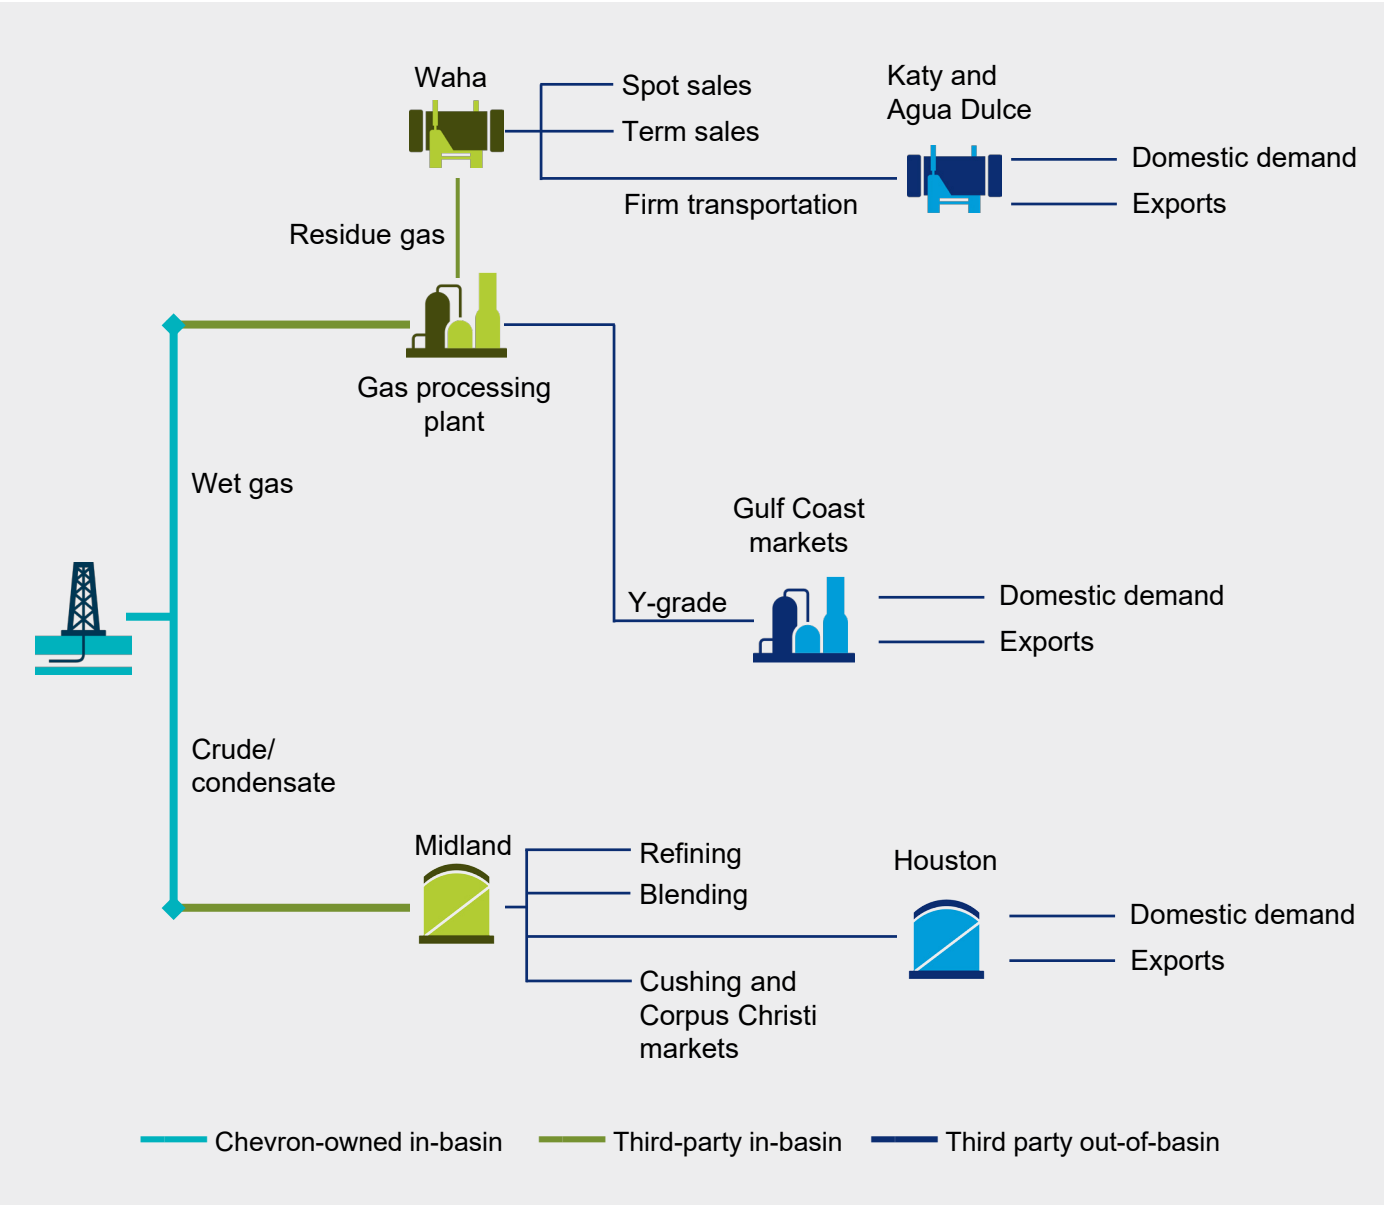 Waha
Spot sales
Term sales
Firm transportation
Katy and
Agua Dulce
Domestic demand
Exports
Residue gas
Gas processing
plant
Wet gas
Gulf Coast
markets
Y-grade
Domestic demand
Exports
Crude/
condensate
Midland
Refining
Blending
Cushing and
Corpus Christi
markets
Houston
Domestic demand
Exports
Chevron-owned in-basin
Third-party in-basin
Third party out-of-basin